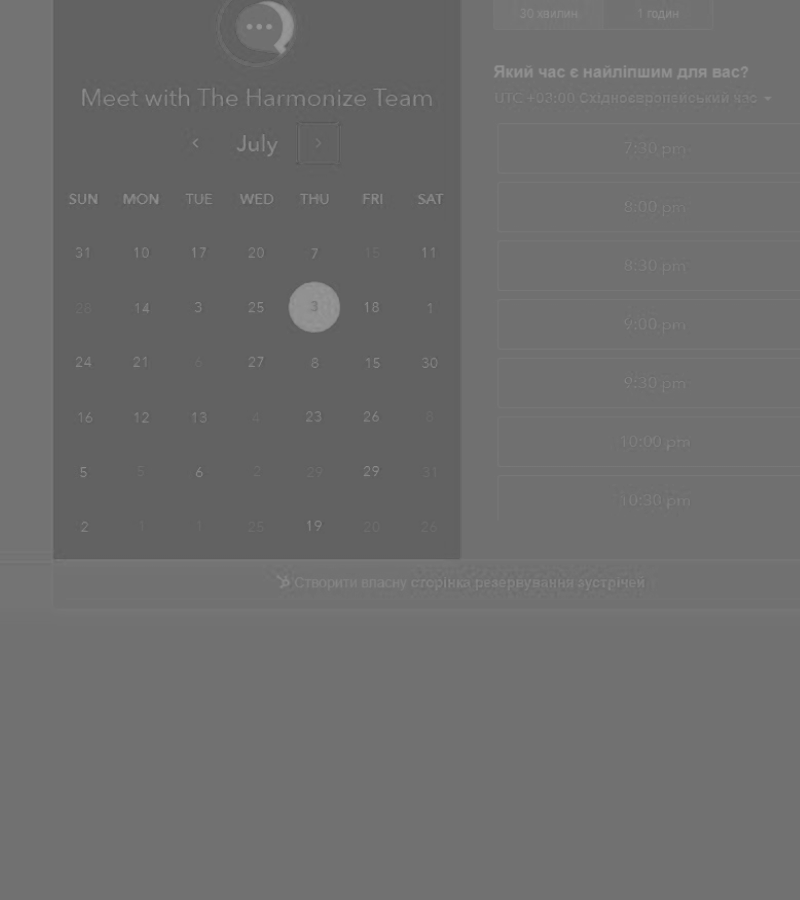 30 хвилин 1 годин
Meet with The Harmonize Team
July
SUN MON TUE WED THU FRI SAT
31 10 17 20 7 15 11
28 14 3 25 3 18 1
24 21 6 27 8 15 30
16 12 13 4 23 26 8
5 5 6 2 29 29 31
2 1 1 25 19 20 26
Який час є найліпшим для вас?
UTC +03:00 Східноєвропейський час
7:30 pm
8:00 pm
8:30 pm
9:00 pm
9:30 pm
10:00 pm
10:30 pm
Створити власну сторінка резервування зустрічей